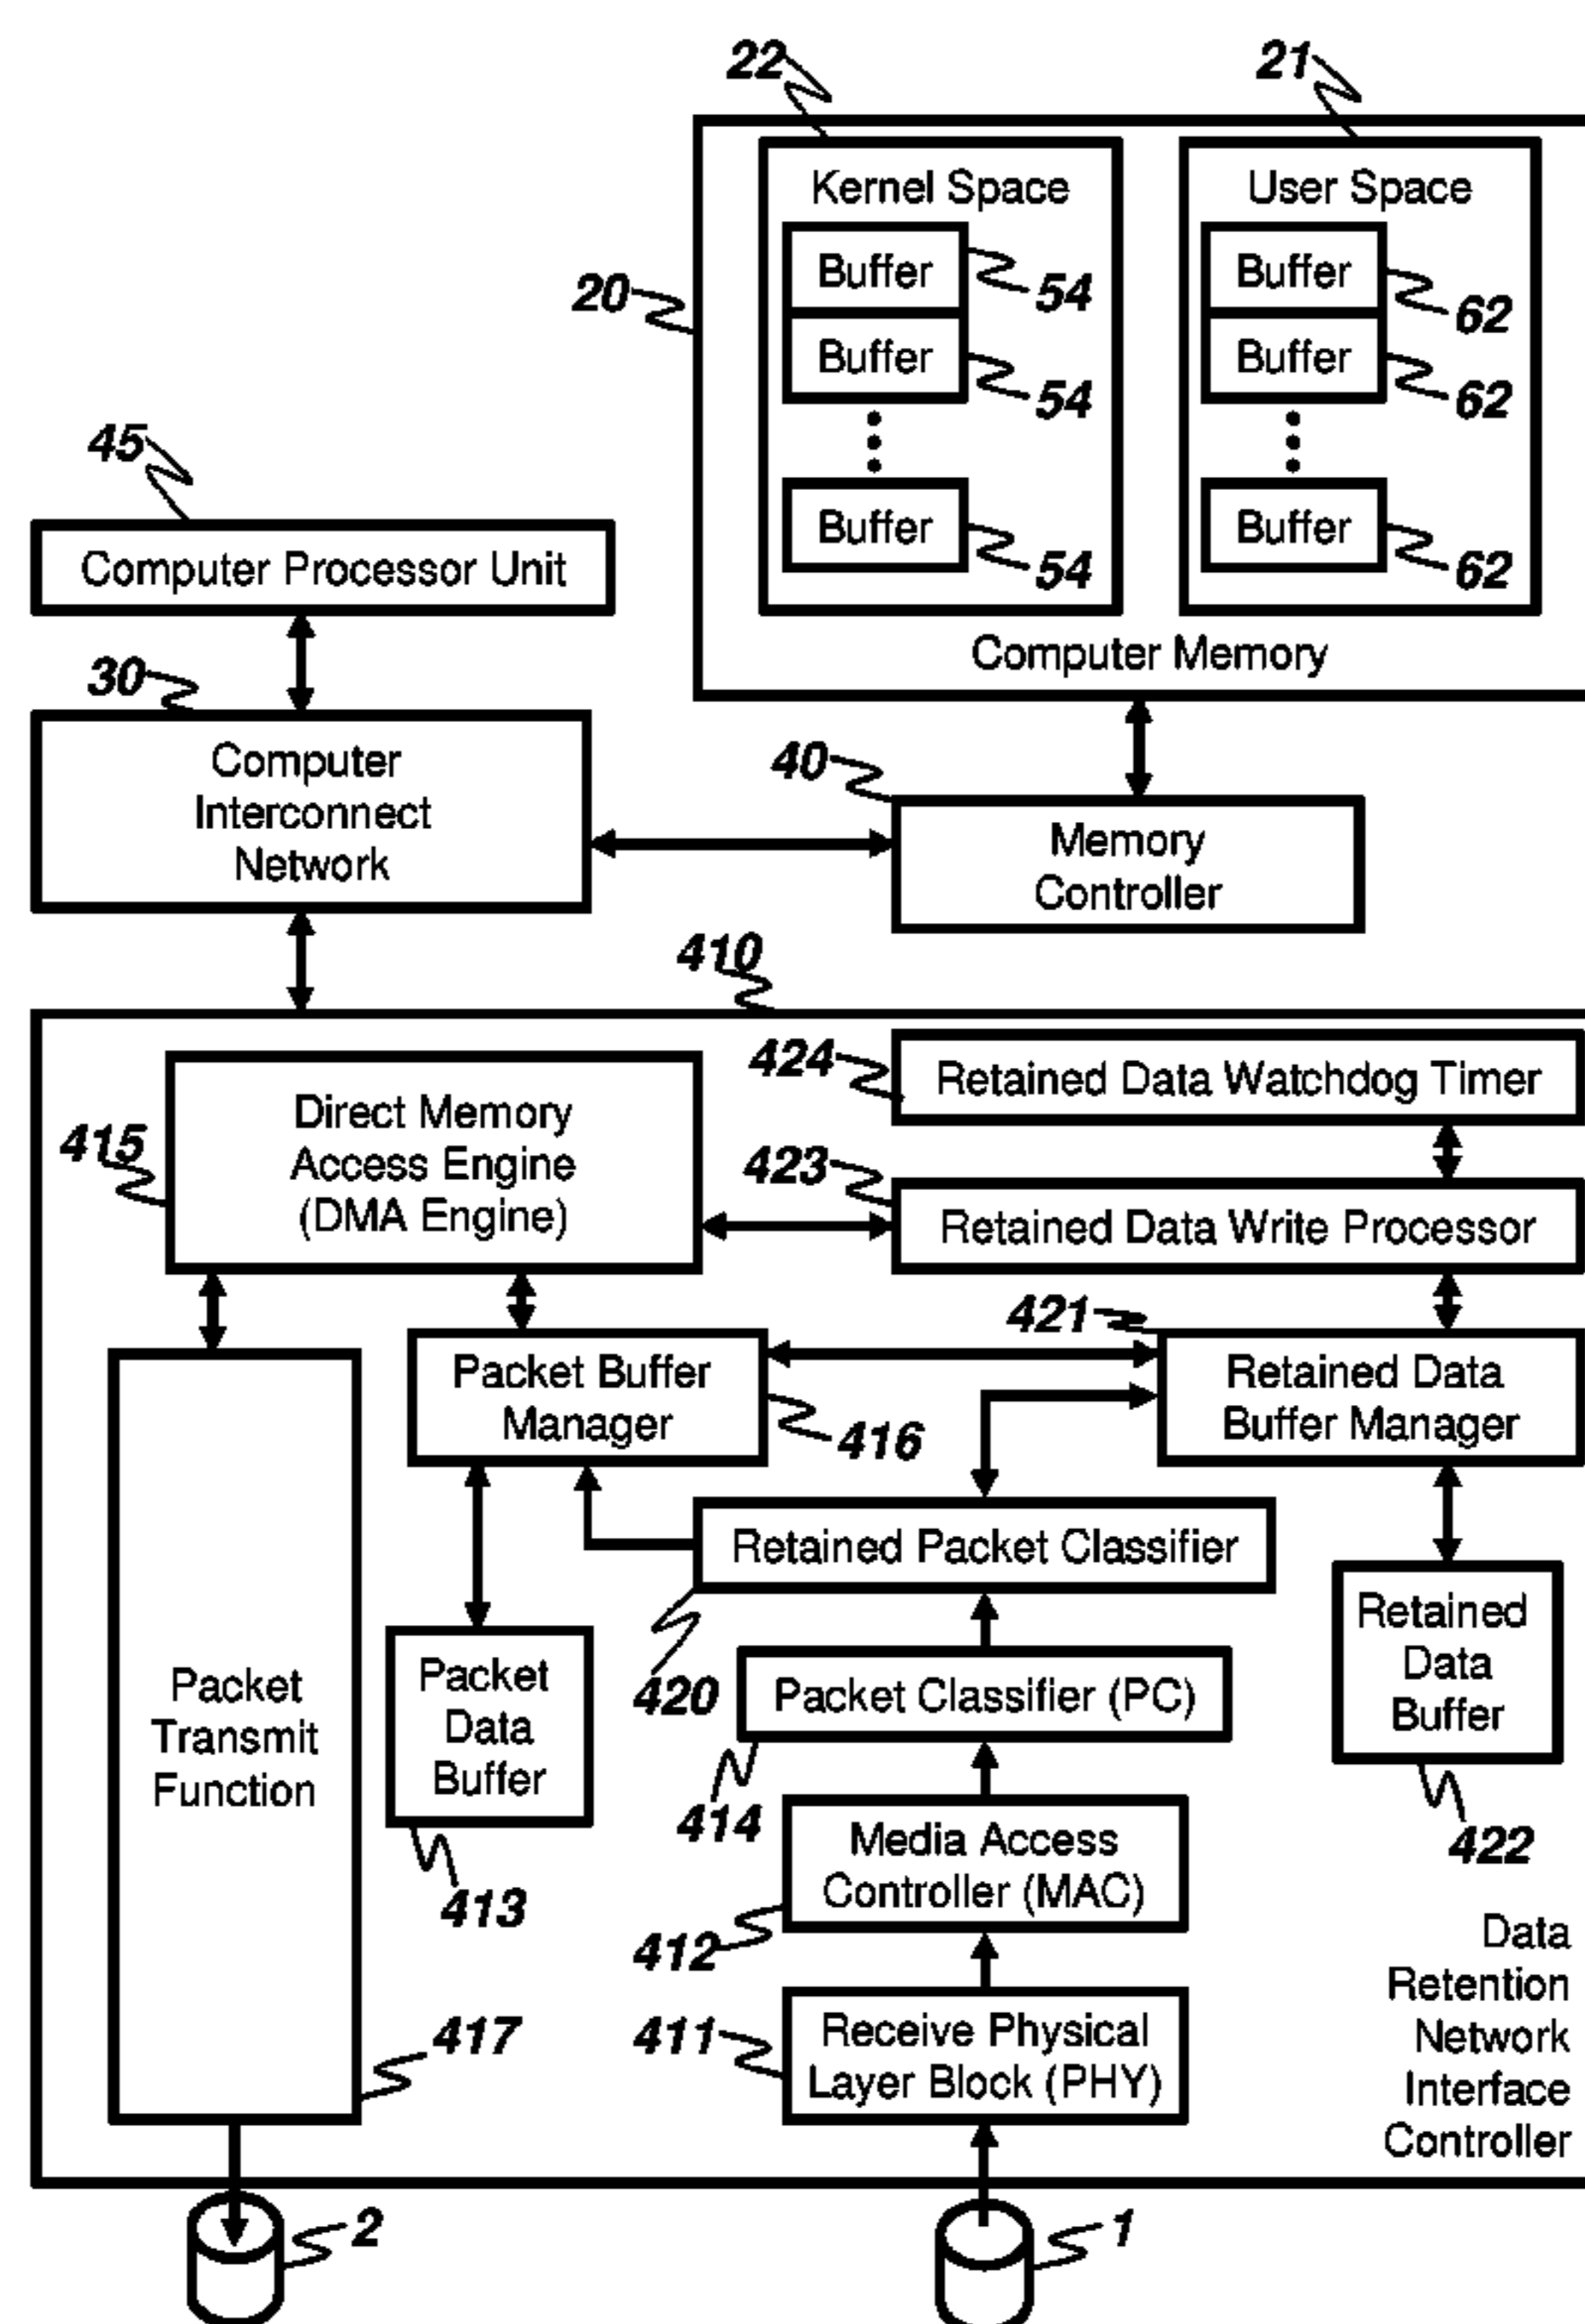 22
21
Kernel Space
User Space
Buffer
54
Buffer
62
20
Buffer
54
Buffer
62
Buffer
54
Buffer
62
Computer Memory
45
Computer Processor Unit
30
Computer
Interconnect
Network
40
Memory
Controller
410
424
Retained Data Watchdog Timer
415
Direct Memory
Access Engine
(DMA Engine)
423
Retained Data Write Processor
421
Packet Buffer
Manager
416
Retained Data
Buffer Manager
Retained Packet Classifier
420
Packet
Transmit
Function
417
Packet
Data
Buffer
413
Packet Classifier (PC)
414
Retained
Data
Buffer
422
Media Access
Controller (MAC)
412
Receive Physical
Layer Block (PHY)
411
Data
Retention
Network
Interface
Controller
2
1